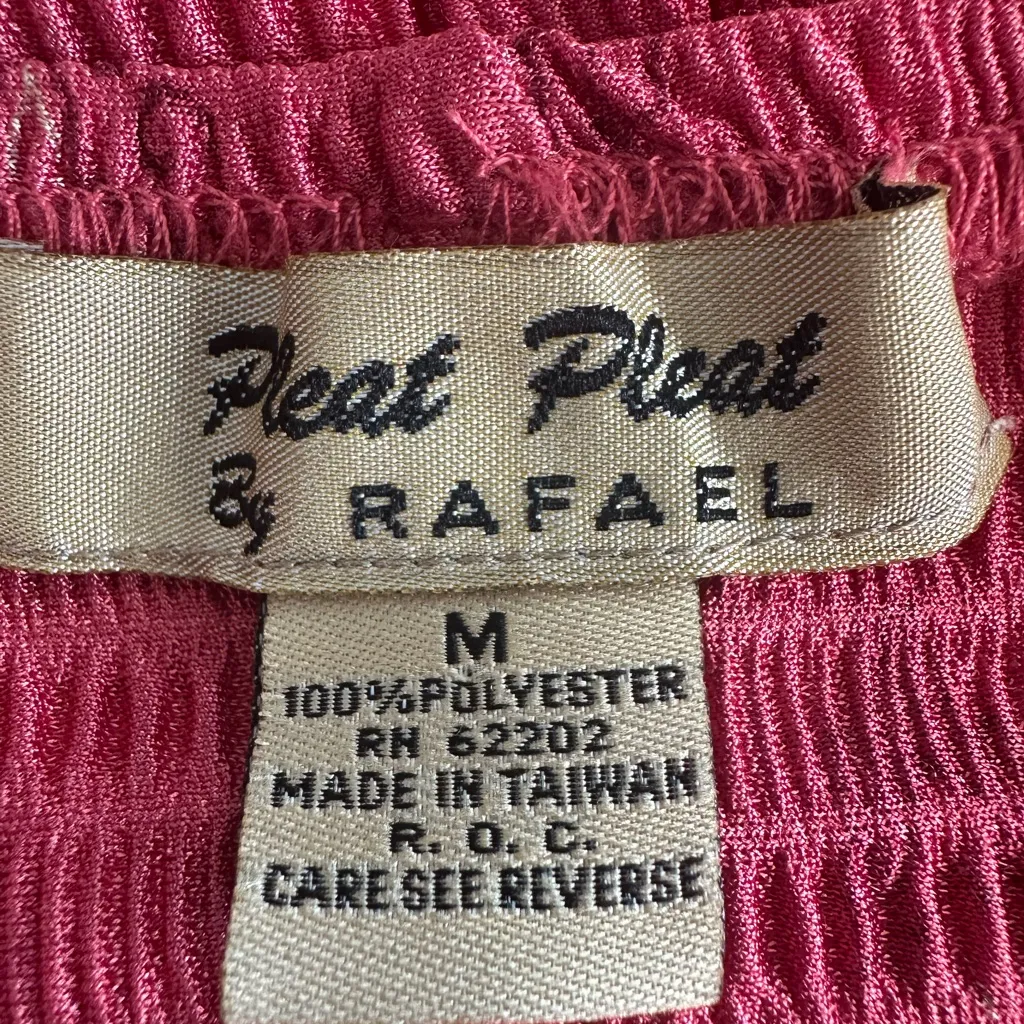 Pleat Pleat
By RAFAEL
M
100% POLYESTER
RN 62202
MADE IN TAIWAN
R. O. C.
CARE SEE REVERSE